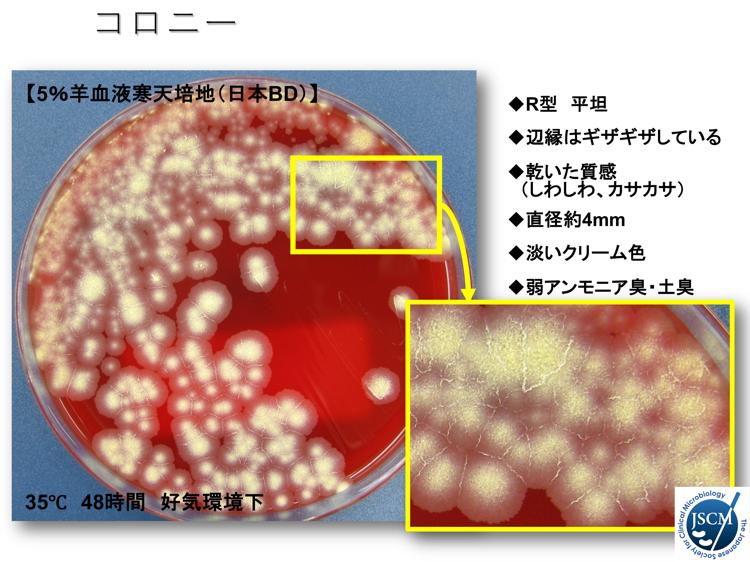 コロニー
【5%羊血液寒天培地（日本BD）】
◆R型　平坦
◆辺縁はギザギザしている
◆乾いた質感
（しわしわ、カサカサ）
◆直径約4mm
◆淡いクリーム色
◆弱アンモニア臭・土臭
35℃　48時間　好気環境下
JSCM
The Japanese Society for Clinical Microbiology